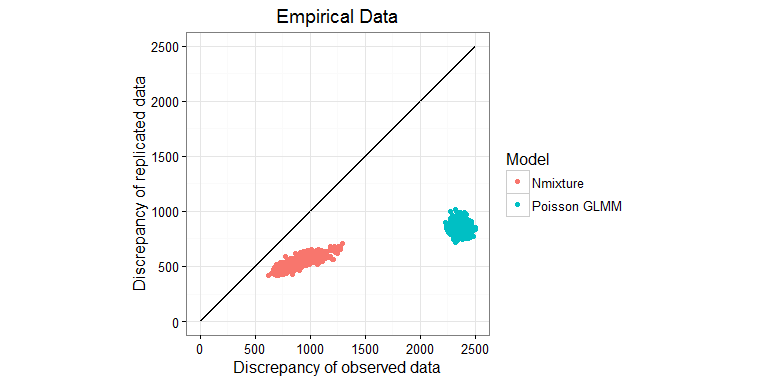 Empirical Data
Discrepancy of replicated data
2500
2000
1500
1000
500
0
0 500 1000 1500 2000 2500
Discrepancy of observed data
Model
Nmixture
Poisson GLMM